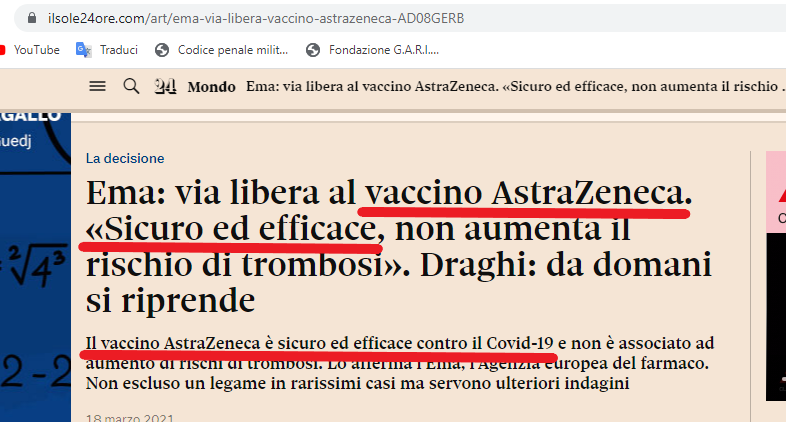 ilsole24ore.com/art/ema-via-libera-vaccino-astrazeneca-AD08GERB
YouTube Traduci Codice penale milit... Fondazione G.A.R.I....
24 Mondo Ema: via libera al vaccino AstraZeneca. «Sicuro ed efficace, non aumenta il rischio .
GALLO
uedj
La decisione
Ema: via libera al vaccino AstraZeneca.
«Sicuro ed efficace, non aumenta il
rischio di trombosi». Draghi: da domani
si riprende
Il vaccino AstraZeneca è sicuro ed efficace contro il Covid-19 e non è associato ad
aumento di rischi di trombosi. Lo afferma l'Ema, l'Agenzia europea del farmaco.
Non escluso un legame in rarissimi casi ma servono ulteriori indagini
18 marzo 2021
²√4³
2-2